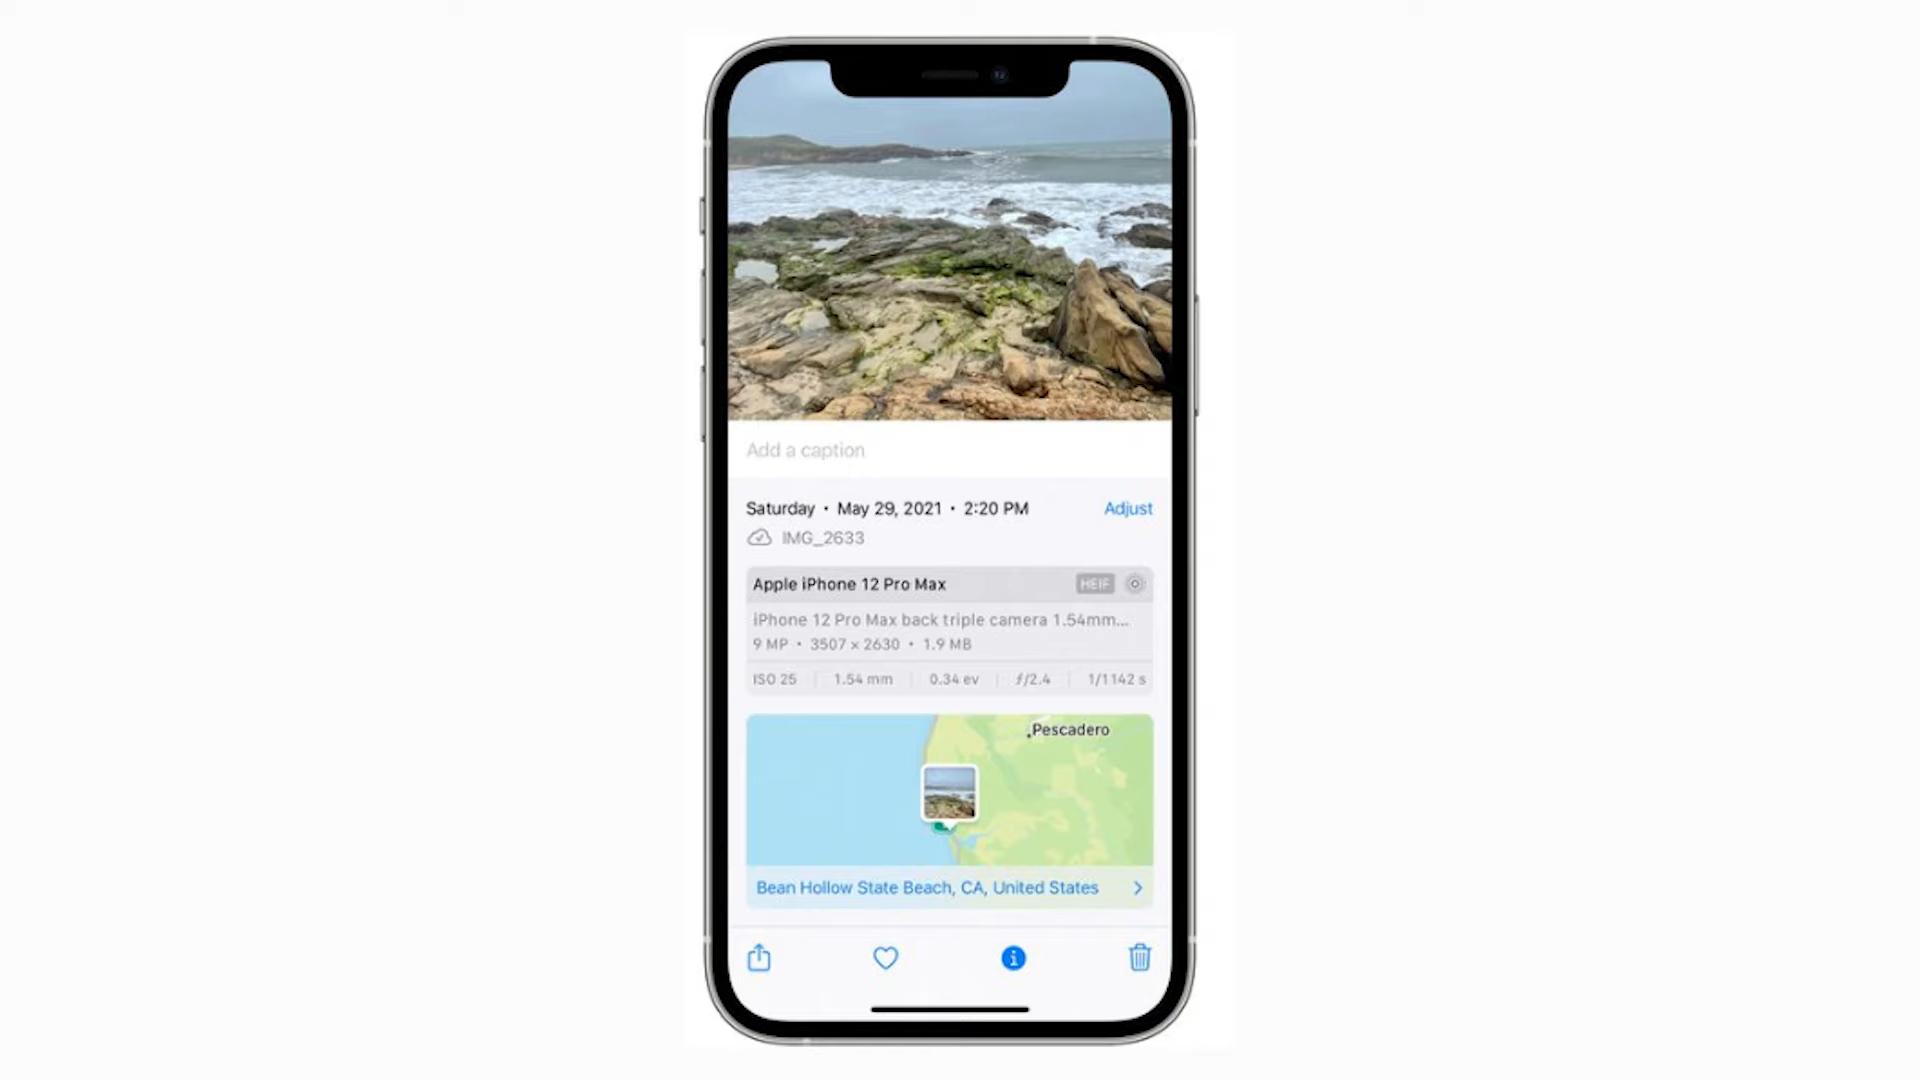 Add a caption
Saturday • May 29, 2021 • 2:20 PM
Adjust
IMG_2633
Apple iPhone 12 Pro Max
HEIF
iPhone 12 Pro Max back triple camera 1.54mm...
9 MP • 3507 × 2630 • 1.9 MB
ISO 25 | 1.54 mm | 0.34 ev | ƒ/2.4 | 1/1142 s
Pescadero
Bean Hollow State Beach, CA, United States